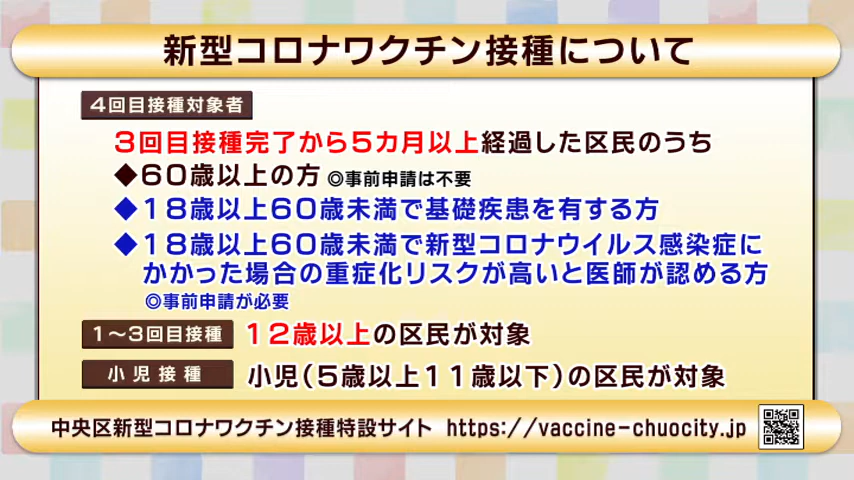 新型コロナワクチン接種について
4回目接種対象者
3回目接種完了から5カ月以上経過した区民のうち
◆60歳以上の方 ◎事前申請は不要
◆18歳以上60歳未満で基礎疾患を有する方
◆18歳以上60歳未満で新型コロナウイルス感染症に
かかった場合の重症化リスクが高いと医師が認める方
◎事前申請が必要
1〜3回目接種 12歳以上の区民が対象
小児接種 小児(5歳以上11歳以下)の区民が対象
中央区新型コロナワクチン接種特設サイト https://vaccine-chuocity.jp